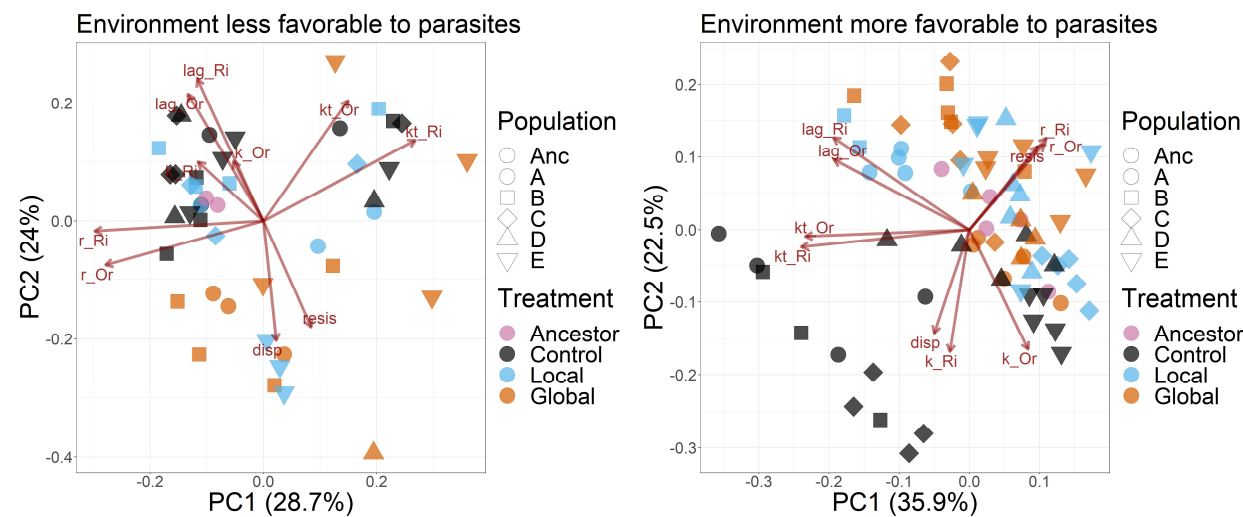 Environment less favorable to parasites
PC2 (24%)
0.2
0.0
-0.2
-0.4
-0.2
0.0
0.2
PC1 (28.7%)
lag_Ri
lag_Or
kt_Or
kt_Ri
k_Or
k_Ri
r_Ri
r_Or
resis
disp
Population
Anc
A
B
C
D
E
Treatment
Ancestor
Control
Local
Global
Environment more favorable to parasites
PC2 (22.5%)
0.2
0.1
0.0
-0.1
-0.2
-0.3
-0.3
-0.2
-0.1
0.0
0.1
PC1 (35.9%)
lag_Ri
lag_Or
r_Ri
r_Or
resis
kt_Or
kt_Ri
disp
k_Ri
k_Or
Population
Anc
A
B
C
D
E
Treatment
Ancestor
Control
Local
Global